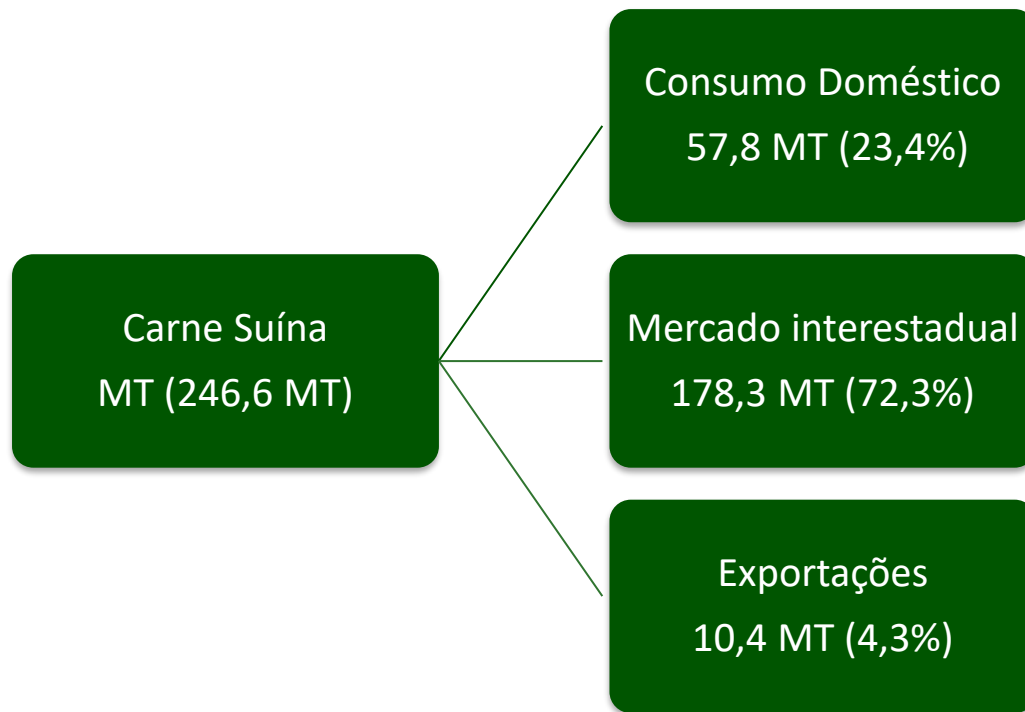 Carne Suína
MT (246,6 MT)
Consumo Doméstico
57,8 MT (23,4%)
Mercado interestadual
178,3 MT (72,3%)
Exportações
10,4 MT (4,3%)